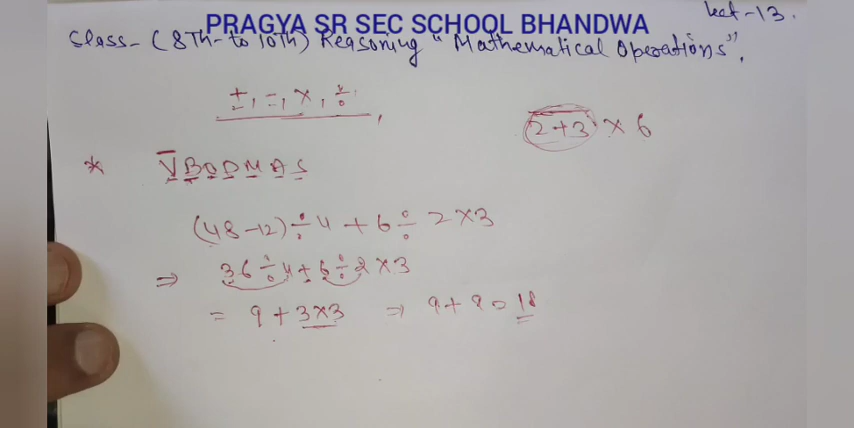 PRAGYA SR SEC SCHOOL BHANDWA
Lect-13.
Class-(8Th-to 10Th) Reasoning "Mathematical Operations".
±, =, ×, ÷,
2+3 × 6
* V̅BODMAS
(48-12)÷4+6÷2×3
⇒ 36÷4+6÷2×3
= 9+3×3 ⇒ 9+9=18